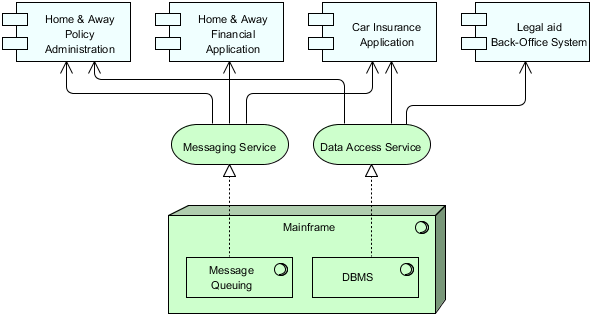 Home & Away
Policy
Administration
Home & Away
Financial
Application
Car Insurance
Application
Legal aid
Back-Office System
Messaging Service
Data Access Service
Mainframe
Message
Queuing
DBMS